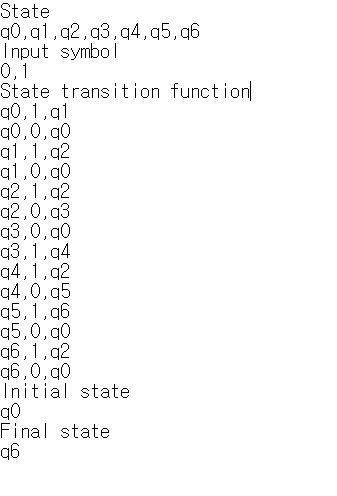 State
q0,q1,q2,q3,q4,q5,q6
Input symbol
0,1
State transition function
q0,1,q1
q0,0,q0
q1,1,q2
q1,0,q0
q2,1,q2
q2,0,q3
q3,0,q0
q3,1,q4
q4,1,q2
q4,0,q5
q5,1,q6
q5,0,q0
q6,1,q2
q6,0,q0
Initial state
q0
Final state
q6